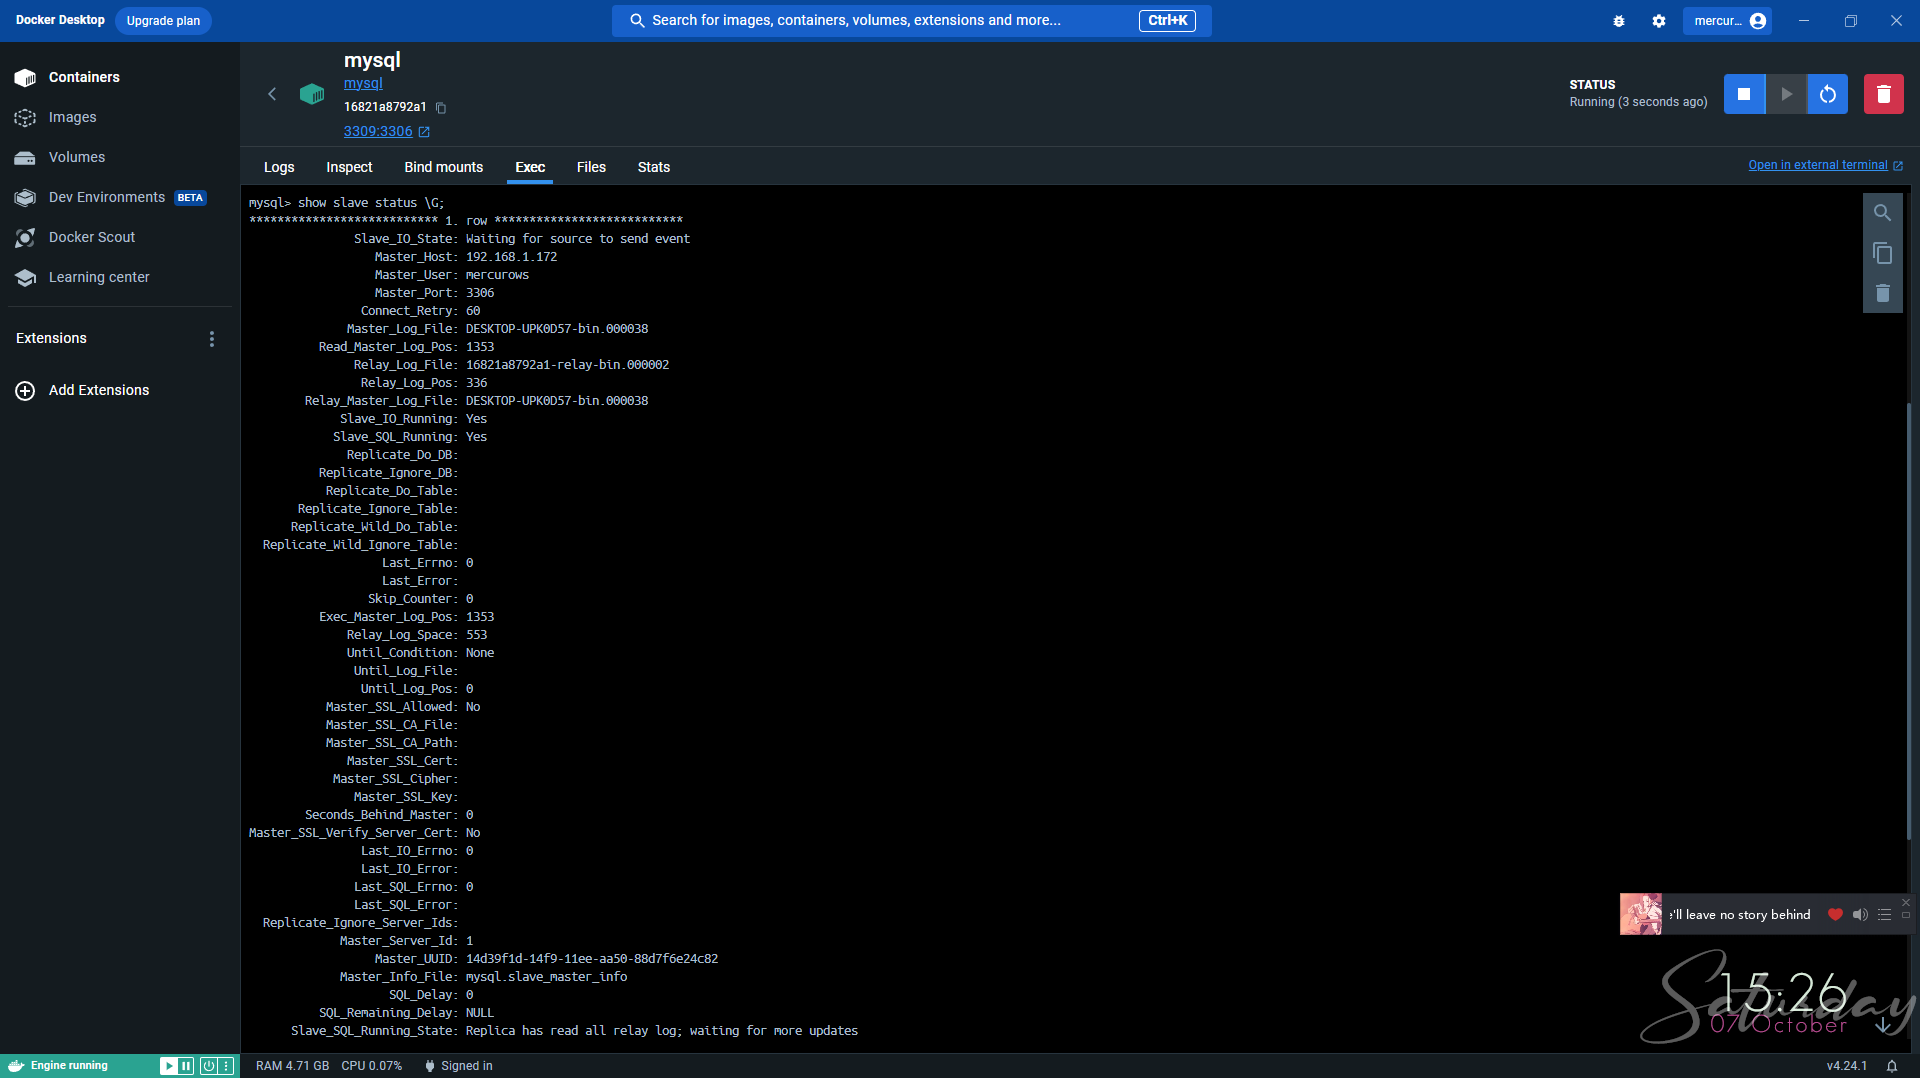 Docker Desktop
Upgrade plan
Search for images, containers, volumes, extensions and more...
Ctrl+K
mercur...
Containers
Images
Volumes
Dev Environments BETA
Docker Scout
Learning center
Extensions
Add Extensions
mysql
mysql
16821a8792a1
3309:3306
STATUS
Running (3 seconds ago)
Logs Inspect Bind mounts Exec Files Stats
Open in external terminal
mysql> show slave status \G;
*************************** 1. row ***************************
Slave_IO_State: Waiting for source to send event
Master_Host: 192.168.1.172
Master_User: mercurows
Master_Port: 3306
Connect_Retry: 60
Master_Log_File: DESKTOP-UPK0D57-bin.000038
Read_Master_Log_Pos: 1353
Relay_Log_File: 16821a8792a1-relay-bin.000002
Relay_Log_Pos: 336
Relay_Master_Log_File: DESKTOP-UPK0D57-bin.000038
Slave_IO_Running: Yes
Slave_SQL_Running: Yes
Replicate_Do_DB:
Replicate_Ignore_DB:
Replicate_Do_Table:
Replicate_Ignore_Table:
Replicate_Wild_Do_Table:
Replicate_Wild_Ignore_Table:
Last_Errno: 0
Last_Error:
Skip_Counter: 0
Exec_Master_Log_Pos: 1353
Relay_Log_Space: 553
Until_Condition: None
Until_Log_File:
Until_Log_Pos: 0
Master_SSL_Allowed: No
Master_SSL_CA_File:
Master_SSL_CA_Path:
Master_SSL_Cert:
Master_SSL_Cipher:
Master_SSL_Key:
Seconds_Behind_Master: 0
Master_SSL_Verify_Server_Cert: No
Last_IO_Errno: 0
Last_IO_Error:
Last_SQL_Errno: 0
Last_SQL_Error:
Replicate_Ignore_Server_Ids:
Master_Server_Id: 1
Master_UUID: 14d39f1d-14f9-11ee-aa50-88d7f6e24c82
Master_Info_File: mysql.slave_master_info
SQL_Delay: 0
SQL_Remaining_Delay: NULL
Slave_SQL_Running_State: Replica has read all relay log; waiting for more updates
e'll leave no story behind
Saturday
15:26
07 October
Engine running
RAM 4.71 GB CPU 0.07% Signed in
v4.24.1